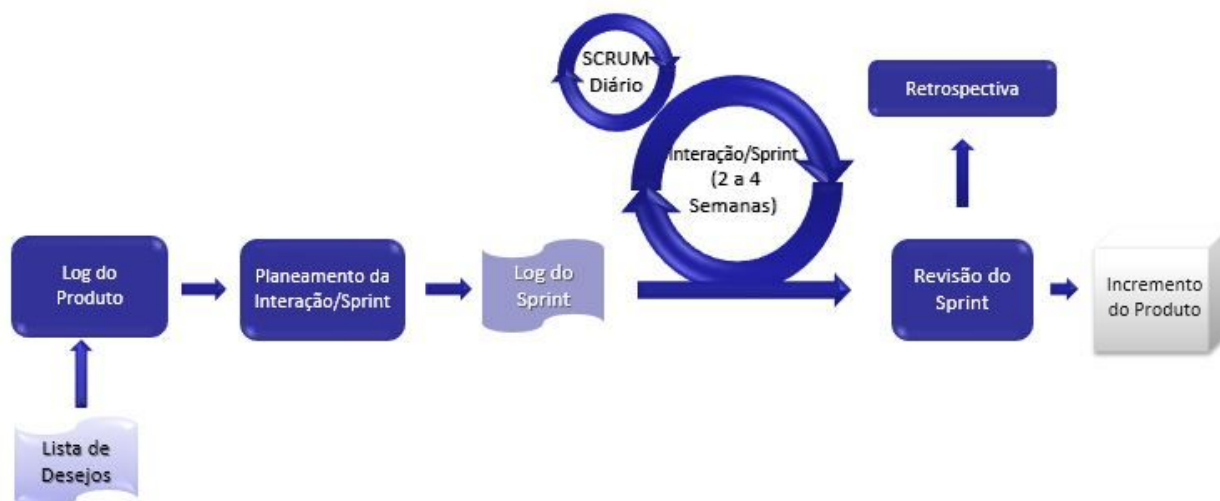 SCRUM
Diário
Retrospectiva
Interação/Sprint
(2 a 4
Semanas)
Log do
Produto
Planeamento da
Interação/Sprint
Log do
Sprint
Revisão do
Sprint
Incremento
do Produto
Lista de
Desejos